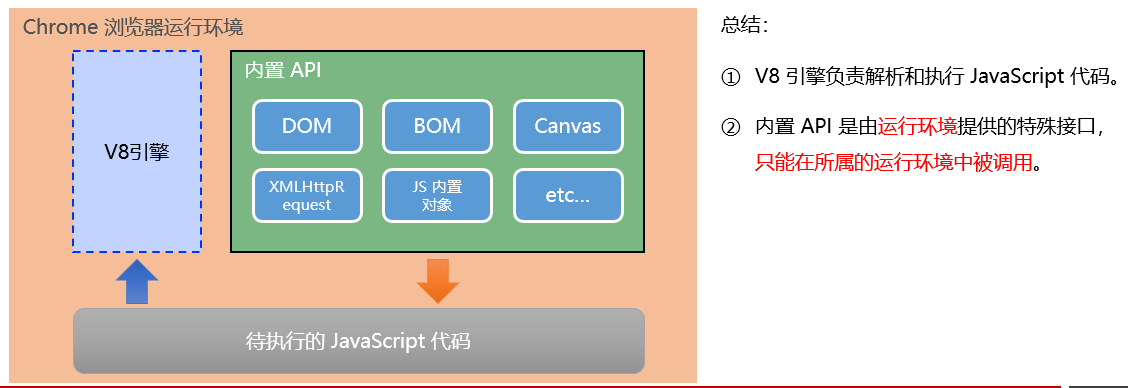 Chrome 浏览器运行环境
V8引擎
内置 API
DOM
BOM
Canvas
XMLHttpR
equest
JS 内置
对象
etc...
待执行的 JavaScript 代码
总结：
① V8 引擎负责解析和执行 JavaScript 代码。
② 内置 API 是由运行环境提供的特殊接口，
只能在所属的运行环境中被调用。